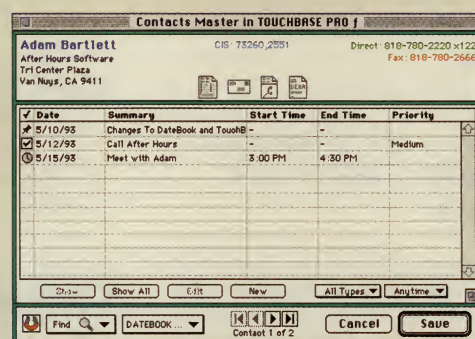 Contacts Master in TOUCHBASE PRO ƒ
Adam Bartlett
CIS: 73260,2551
Direct: 818-780-2220 x122
After Hours Software
Fax: 818-780-2666
Tri Center Plaza
Van Nuys, CA 9411
DEAR
√ Date Summary Start Time End Time Priority
5/10/93 Changes To DateBook and TouchB - -
5/12/93 Call After Hours - - Medium
5/15/93 Meet with Adam 3:00 PM 4:30 PM
Show Show All Edit New All Types Anytime
Find DATEBOOK ... Cancel Save
Contact 1 of 2